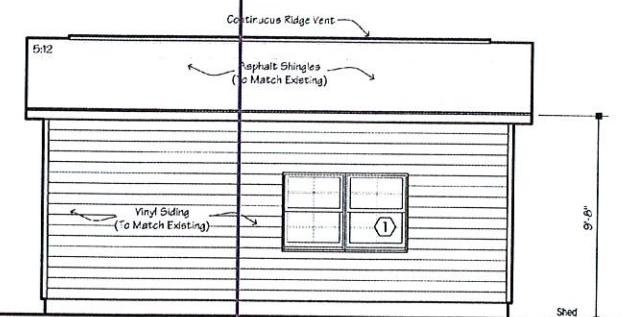 Continuous Ridge Vent
5:12
Asphalt Shingles
(To Match Existing)
Vinyl Siding
(To Match Existing)
1
9'-8"
Shed